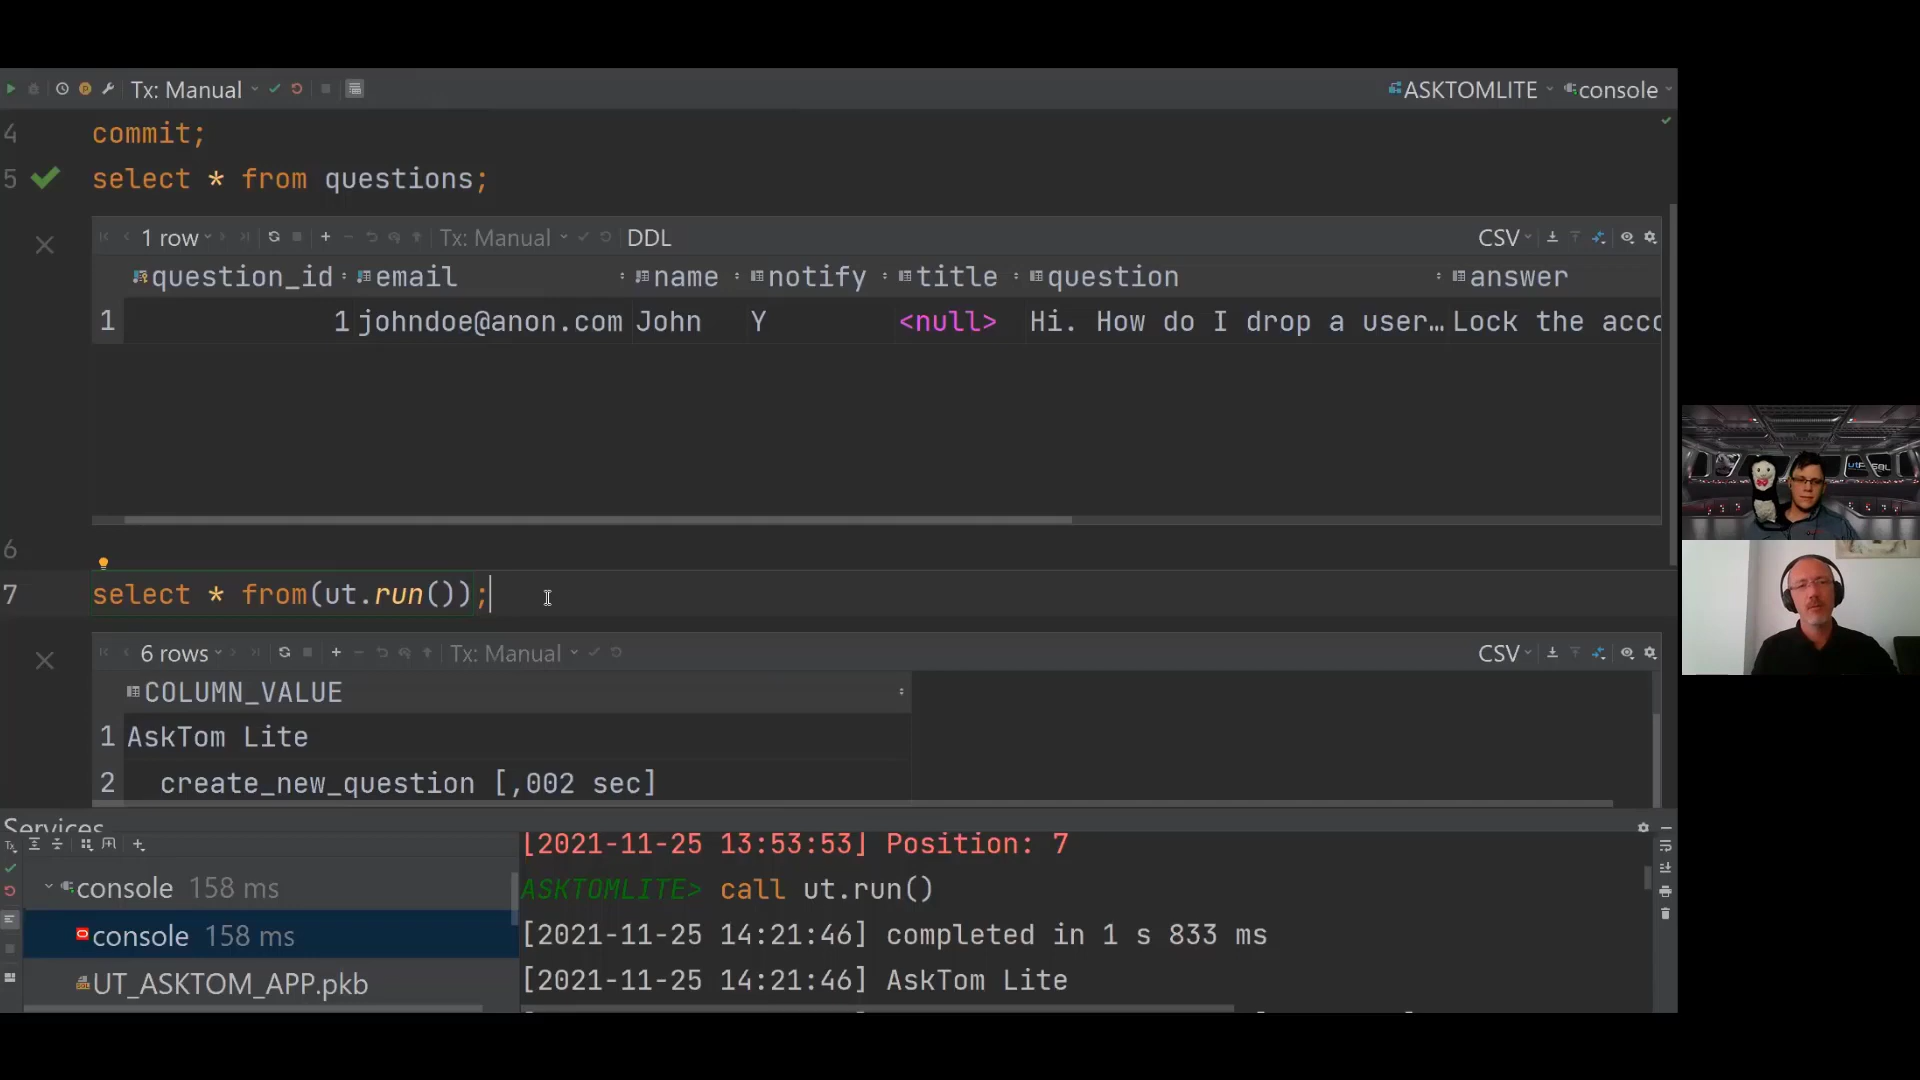 Tx: Manual
ASKTOMLITE
console
4 commit;
5 select * from questions;
1 row
Tx: Manual
DDL
CSV
question_id email name notify title question answer
1 1 johndoe@anon.com John Y <null> Hi. How do I drop a user… Lock the acco
6
7 select * from(ut.run());
6 rows
Tx: Manual
CSV
COLUMN_VALUE
1 AskTom Lite
2 create_new_question [,002 sec]
Services
Tx
console 158 ms
console 158 ms
UT_ASKTOM_APP.pkb
[2021-11-25 13:53:53] Position: 7
ASKTOMLITE> call ut.run()
[2021-11-25 14:21:46] completed in 1 s 833 ms
[2021-11-25 14:21:46] AskTom Lite